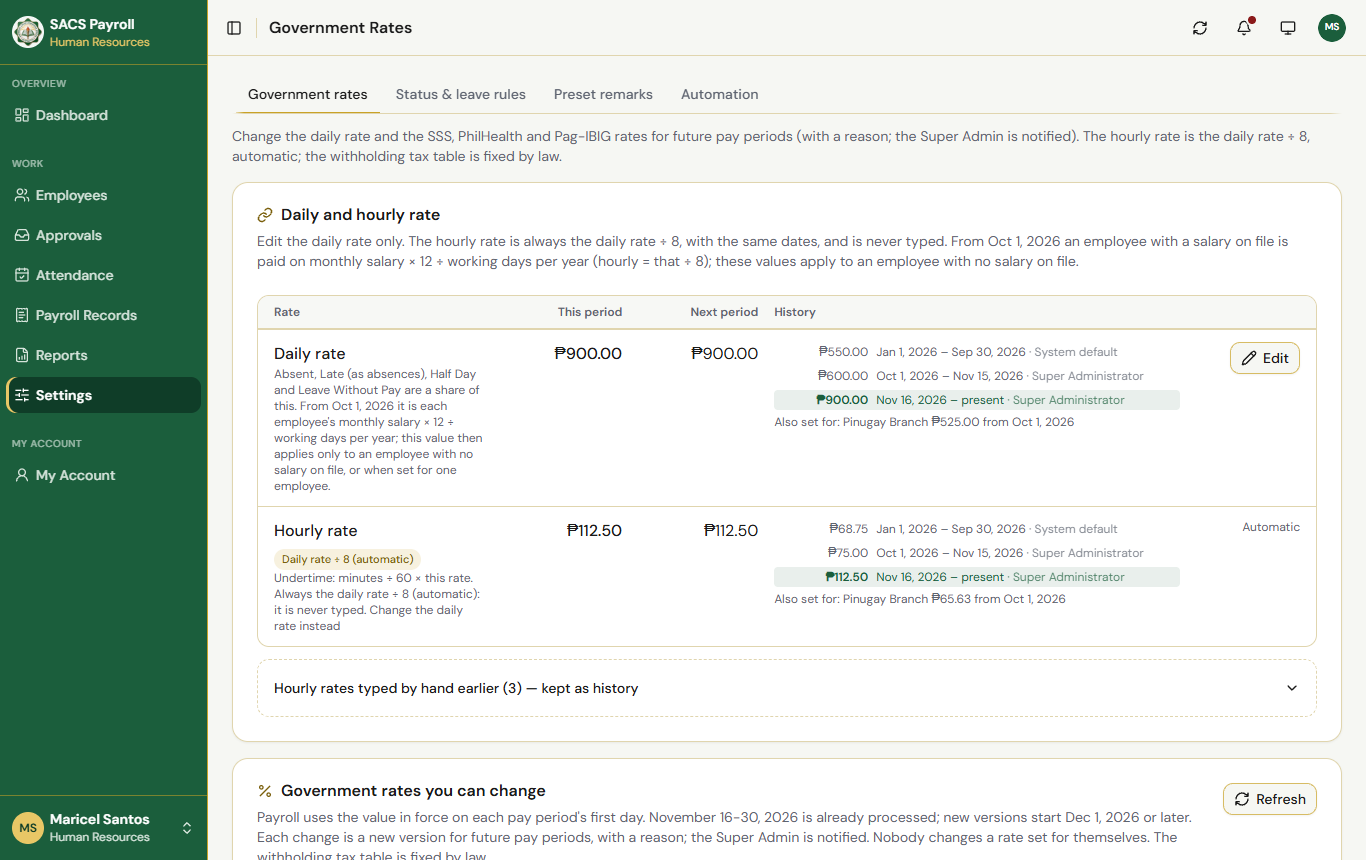 SACS Payroll
Human Resources
OVERVIEW
Dashboard
WORK
Employees
Approvals
Attendance
Payroll Records
Reports
Settings
MY ACCOUNT
My Account
MS
Maricel Santos
Human Resources
Government Rates
MS
Government rates
Status & leave rules
Preset remarks
Automation
Change the daily rate and the SSS, PhilHealth and Pag-IBIG rates for future pay periods (with a reason; the Super Admin is notified). The hourly rate is the daily rate ÷ 8,
automatic; the withholding tax table is fixed by law.
Daily and hourly rate
Edit the daily rate only. The hourly rate is always the daily rate ÷ 8, with the same dates, and is never typed. From Oct 1, 2026 an employee with a salary on file is
paid on monthly salary × 12 ÷ working days per year (hourly = that ÷ 8); these values apply to an employee with no salary on file.
Rate This period Next period History
Daily rate
Absent, Late (as absences), Half Day
and Leave Without Pay are a share of
this. From Oct 1, 2026 it is each
employee's monthly salary × 12 ÷
working days per year; this value then
applies only to an employee with no
salary on file, or when set for one
employee.
₱900.00
₱900.00
₱550.00 Jan 1, 2026 – Sep 30, 2026 · System default
₱600.00 Oct 1, 2026 – Nov 15, 2026 · Super Administrator
₱900.00 Nov 16, 2026 – present · Super Administrator
Also set for: Pinugay Branch ₱525.00 from Oct 1, 2026
Edit
Hourly rate
Daily rate ÷ 8 (automatic)
Undertime: minutes ÷ 60 × this rate.
Always the daily rate ÷ 8 (automatic):
it is never typed. Change the daily
rate instead
₱112.50
₱112.50
₱68.75 Jan 1, 2026 – Sep 30, 2026 · System default
₱75.00 Oct 1, 2026 – Nov 15, 2026 · Super Administrator
₱112.50 Nov 16, 2026 – present · Super Administrator
Also set for: Pinugay Branch ₱65.63 from Oct 1, 2026
Automatic
Hourly rates typed by hand earlier (3) — kept as history
Government rates you can change
Refresh
Payroll uses the value in force on each pay period's first day. November 16-30, 2026 is already processed; new versions start Dec 1, 2026 or later.
Each change is a new version for future pay periods, with a reason; the Super Admin is notified. Nobody changes a rate set for themselves. The
withholding tax table is fixed by law.